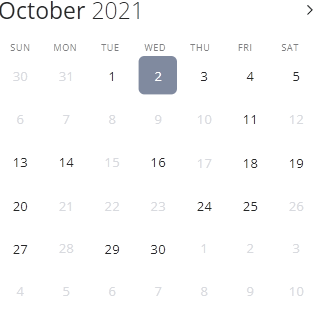 October 2021
SUN MON TUE WED THU FRI SAT
30 31 1 2 3 4 5
6 7 8 9 10 11 12
13 14 15 16 17 18 19
20 21 22 23 24 25 26
27 28 29 30 1 2 3
4 5 6 7 8 9 10